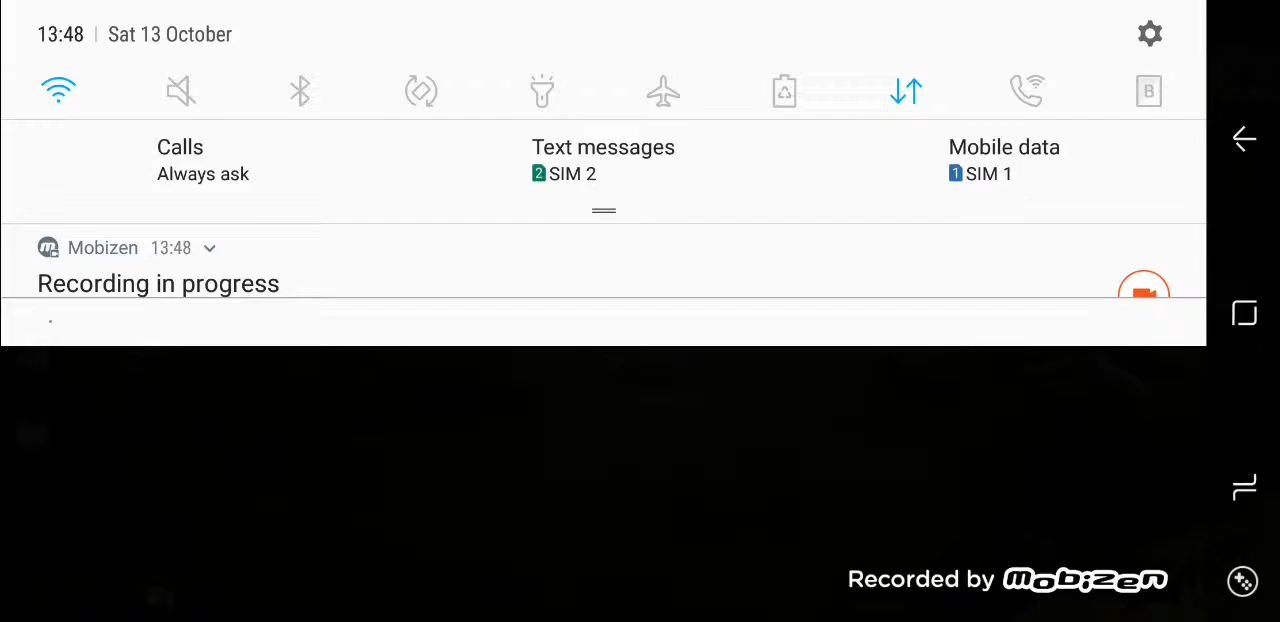 13:48 | Sat 13 October
B
Calls
Always ask
Text messages
2 SIM 2
Mobile data
1 SIM 1
Mobizen 13:48
Recording in progress
Recorded by mobizen